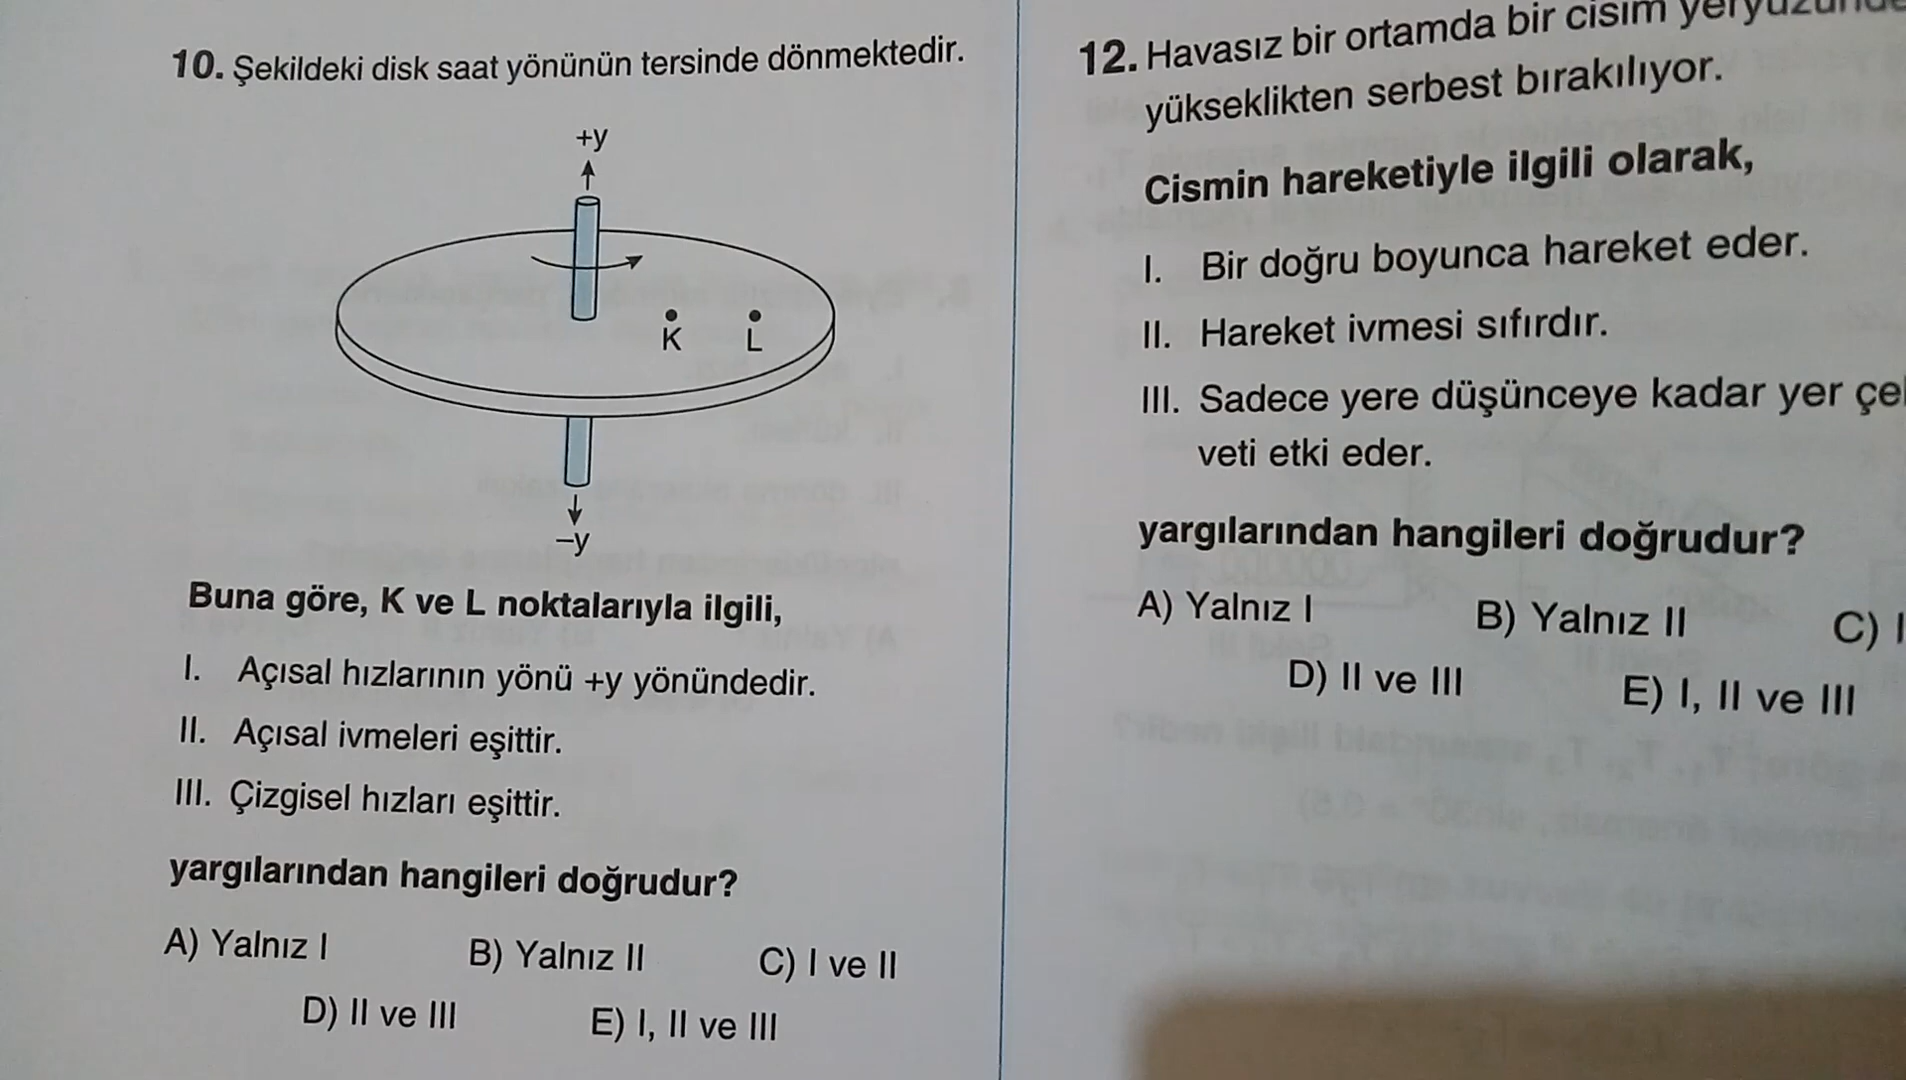 10. Şekildeki disk saat yönünün tersinde dönmektedir.
+y
K
L
–y
Buna göre, K ve L noktalarıyla ilgili,
I. Açısal hızlarının yönü +y yönündedir.
II. Açısal ivmeleri eşittir.
III. Çizgisel hızları eşittir.
yargılarından hangileri doğrudur?
A) Yalnız I B) Yalnız II C) I ve II
D) II ve III E) I, II ve III
12. Havasız bir ortamda bir cisim
yükseklikten serbest bırakılıyor.
Cismin hareketiyle ilgili olarak,
I. Bir doğru boyunca hareket eder.
II. Hareket ivmesi sıfırdır.
III. Sadece yere düşünceye kadar yer
veti etki eder.
yargılarından hangileri doğrudur?
A) Yalnız I B) Yalnız II C) I
D) II ve III E) I, II ve III